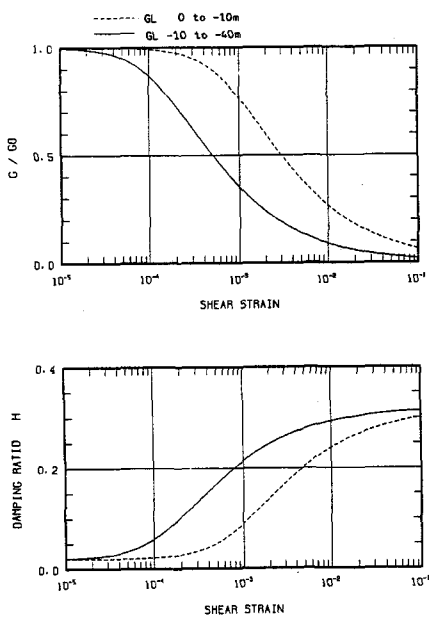 GL 0 to -10m
GL -10 to -40m
1.0
0.5
0.0
G / G0
10⁻⁵ 10⁻⁴ 10⁻³ 10⁻² 10⁻¹
SHEAR STRAIN
0.4
0.2
0.0
DAMPING RATIO H
10⁻⁵ 10⁻⁴ 10⁻³ 10⁻² 10⁻¹
SHEAR STRAIN